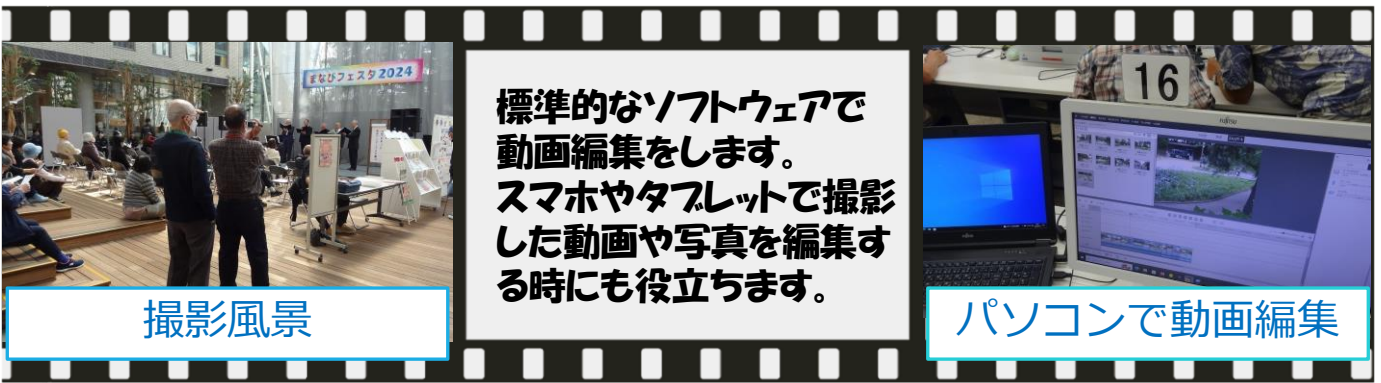 まなびフェスタ2024
撮影風景
標準的なソフトウェアで
動画編集をします。
スマホやタブレットで撮影
した動画や写真を編集す
る時にも役立ちます。
16
FUJITSU
パソコンで動画編集